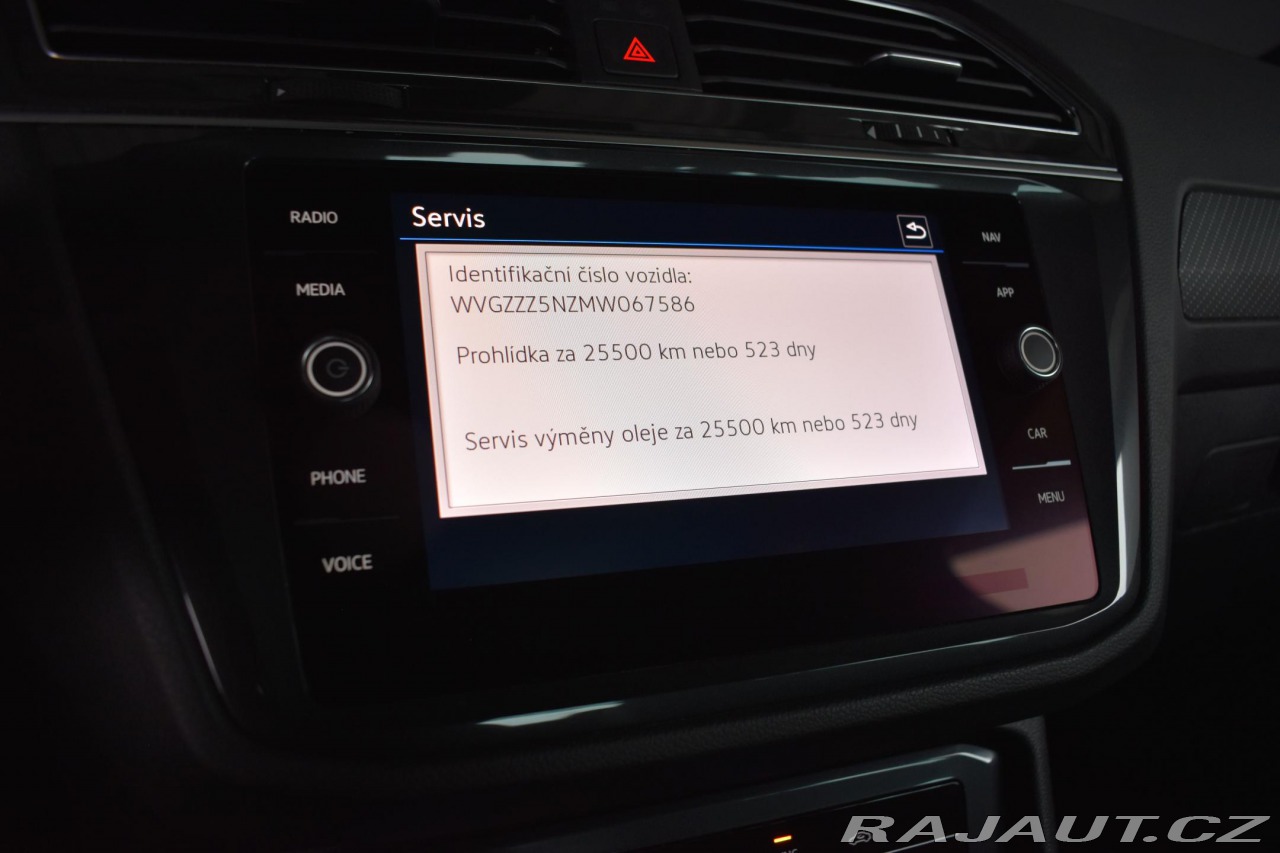 RADIO
MEDIA
PHONE
VOICE
Servis
Identifikační číslo vozidla:
WVGZZZ5NZMW067586
Prohlídka za 25500 km nebo 523 dny
Servis výměny oleje za 25500 km nebo 523 dny
NAV
APP
CAR
MENU
RAJAUT.CZ